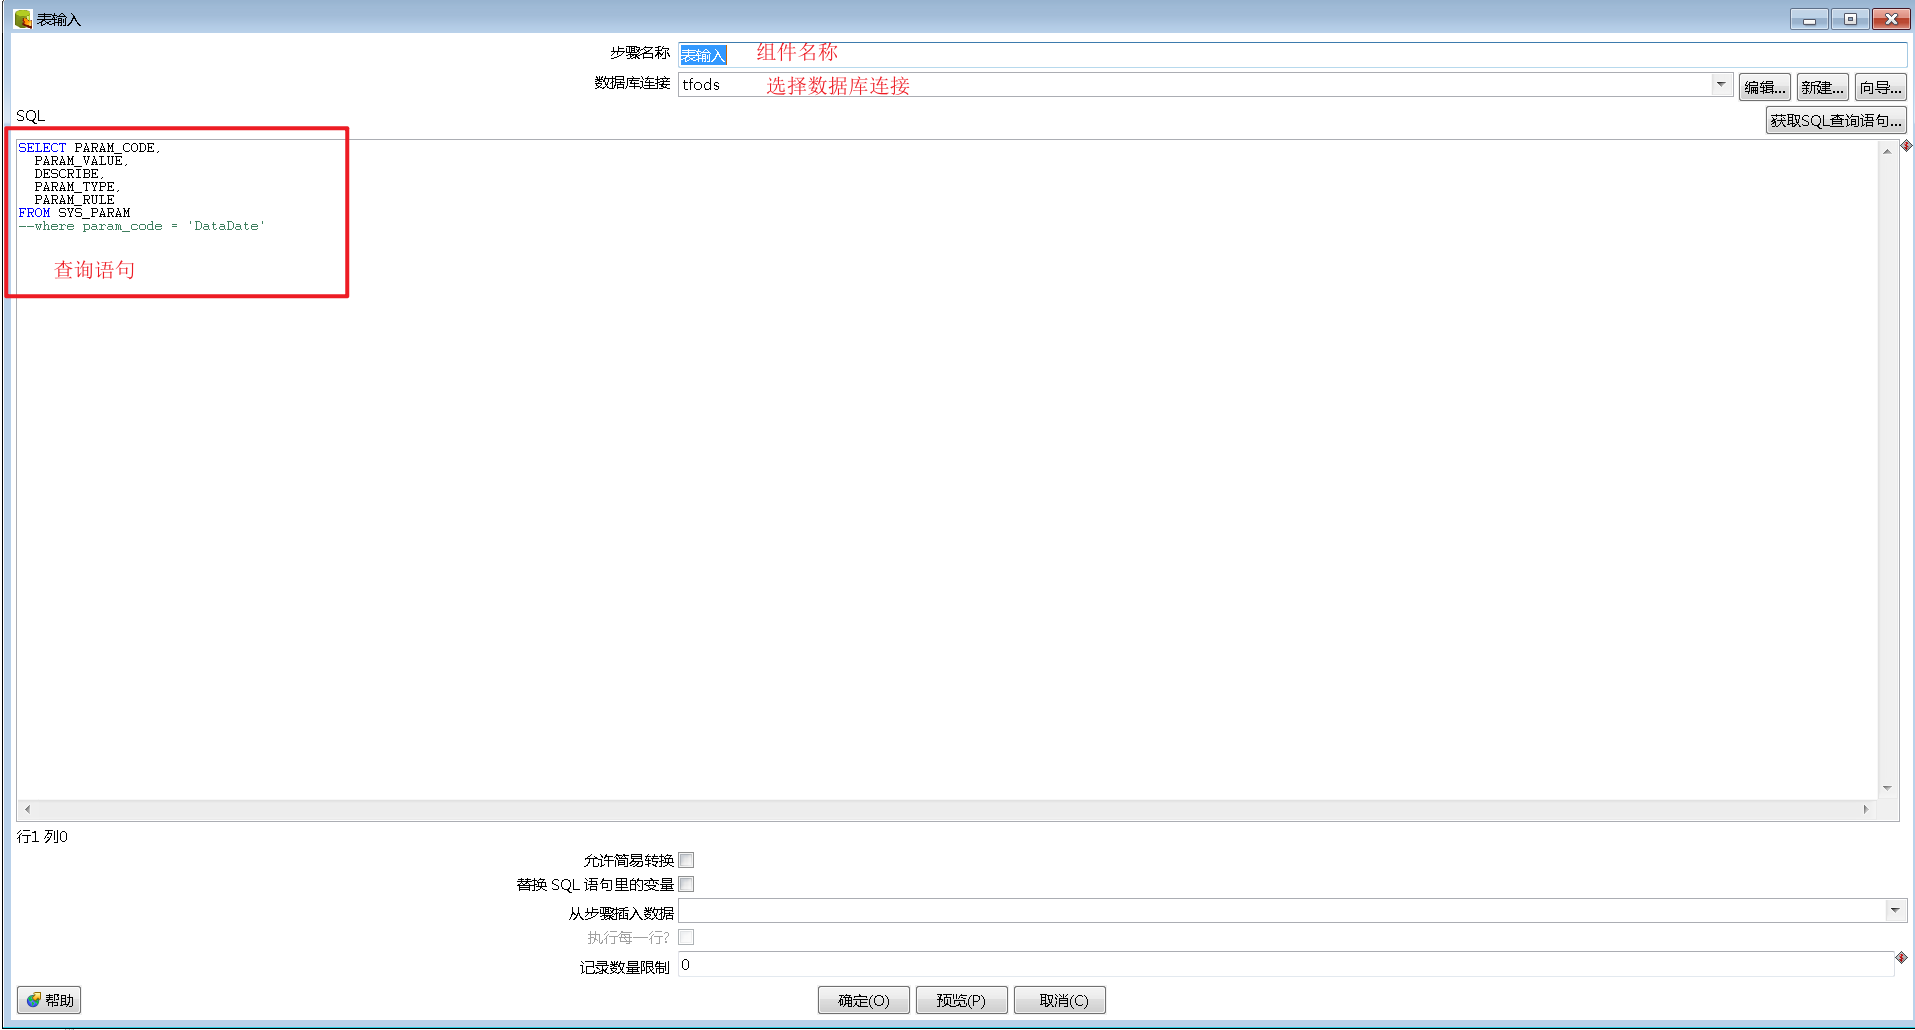 表输入
步骤名称 表输入 组件名称
数据库连接 tfods 选择数据库连接 编辑... 新建... 向导...
SQL 获取SQL查询语句...
SELECT PARAM_CODE,
PARAM_VALUE,
DESCRIBE,
PARAM_TYPE,
PARAM_RULE
FROM SYS_PARAM
--where param_code = 'DataDate'
查询语句
行1 列0
允许简易转换
替换 SQL 语句里的变量
从步骤插入数据
执行每一行?
记录数量限制 0
帮助 确定(O) 预览(P) 取消(C)